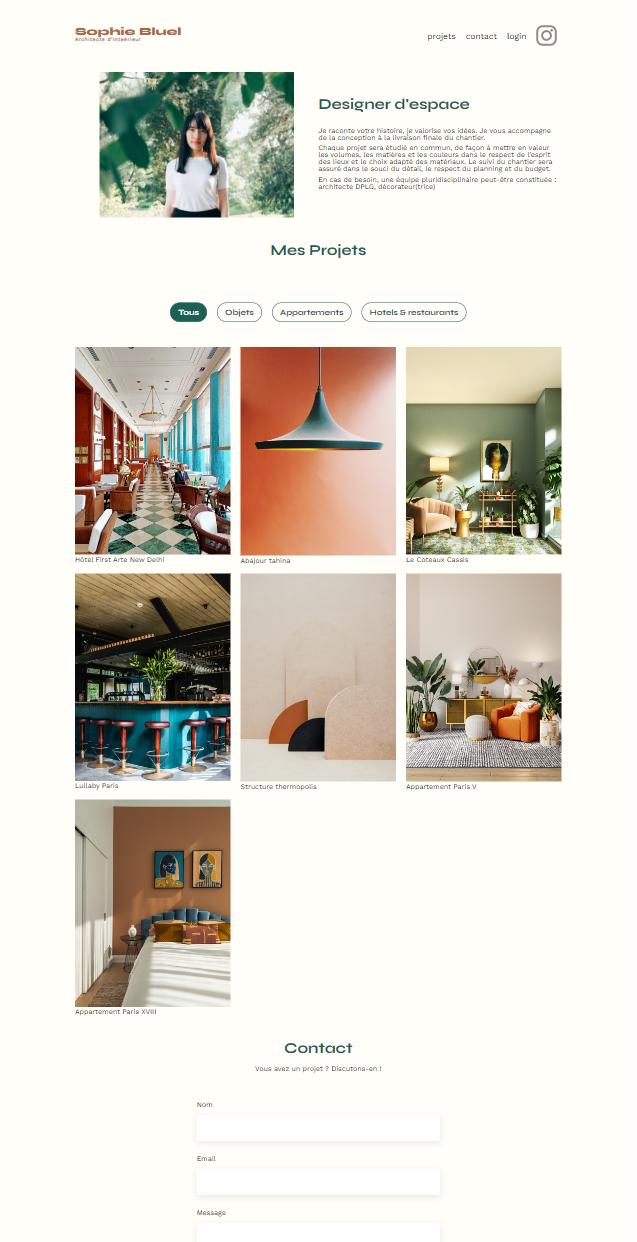 Sophie Bluel
Architecte d'intérieur
projets
contact
login
Designer d'espace
Je raconte votre histoire, je valorise vos idées. Je vous accompagne
de la conception à la livraison finale du chantier.
Chaque projet sera étudié en commun, de façon à mettre en valeur
les volumes, les matières et les couleurs dans le respect de l'esprit
des lieux et le choix adapté des matériaux. Le suivi du chantier sera
assuré dans le souci du détail, le respect du planning et du budget.
En cas de besoin, une équipe pluridisciplinaire peut-être constituée :
architecte DPLG, décorateur(trice)
Mes Projets
Tous
Objets
Appartements
Hotels & restaurants
Hôtel First Arte New Delhi
Abajour tahina
Le Coteaux Cassis
Lullaby Paris
Structure thermopolis
Appartement Paris V
Appartement Paris XVIII
Contact
Vous avez un projet ? Discutons-en !
Nom
Email
Message